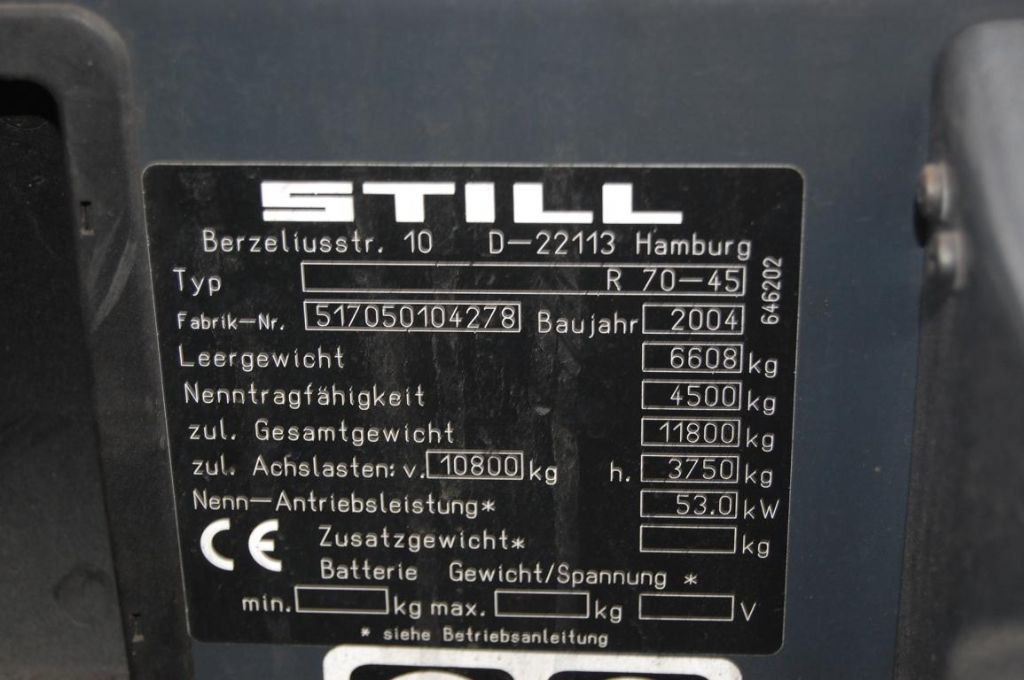 STILL
Berzeliusstr. 10 D-22113 Hamburg
Typ R 70-45
646202
Fabrik-Nr. 517050104278 Baujahr 2004
Leergewicht 6608 kg
Nenntragfähigkeit 4500 kg
zul. Gesamtgewicht 11800 kg
zul. Achslasten: v. 10800 kg h. 3750 kg
Nenn-Antriebsleistung* 53.0 kW
CE Zusatzgewicht* kg
Batterie Gewicht/Spannung *
min. kg max. kg V
* siehe Betriebsanleitung